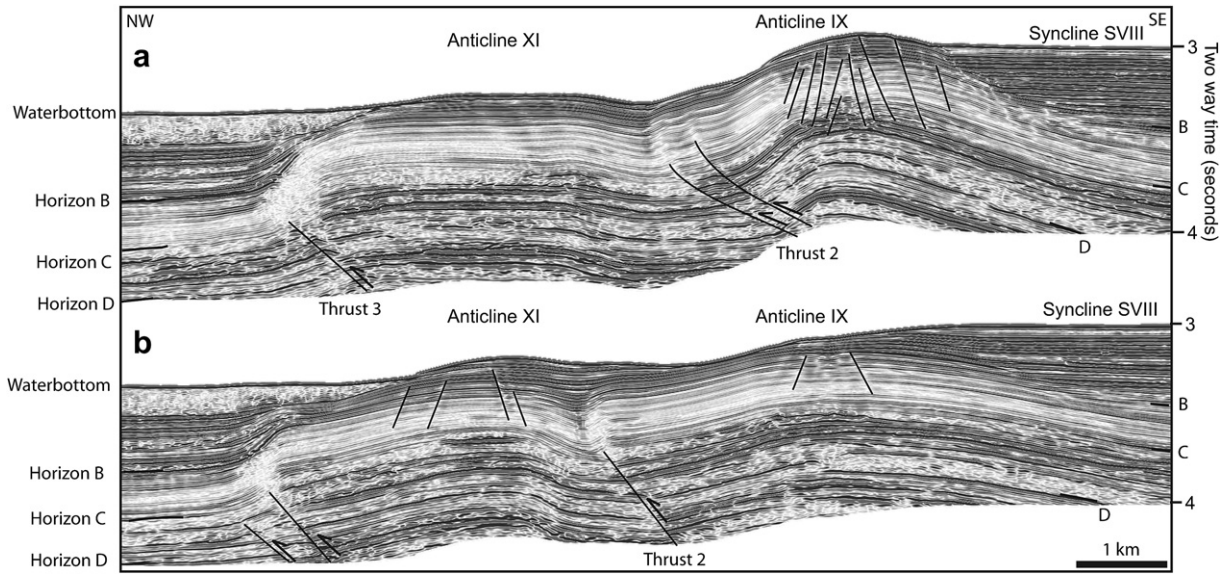 NW
SE
a
Anticline XI
Anticline IX
Syncline SVIII
3
Waterbottom
B
Horizon B
C
4
D
Horizon C
Thrust 2
Horizon D
Thrust 3
Two way time (seconds)
Anticline XI
Anticline IX
Syncline SVIII
b
3
Waterbottom
B
C
Horizon B
4
Horizon C
D
Thrust 2
Horizon D
1 km